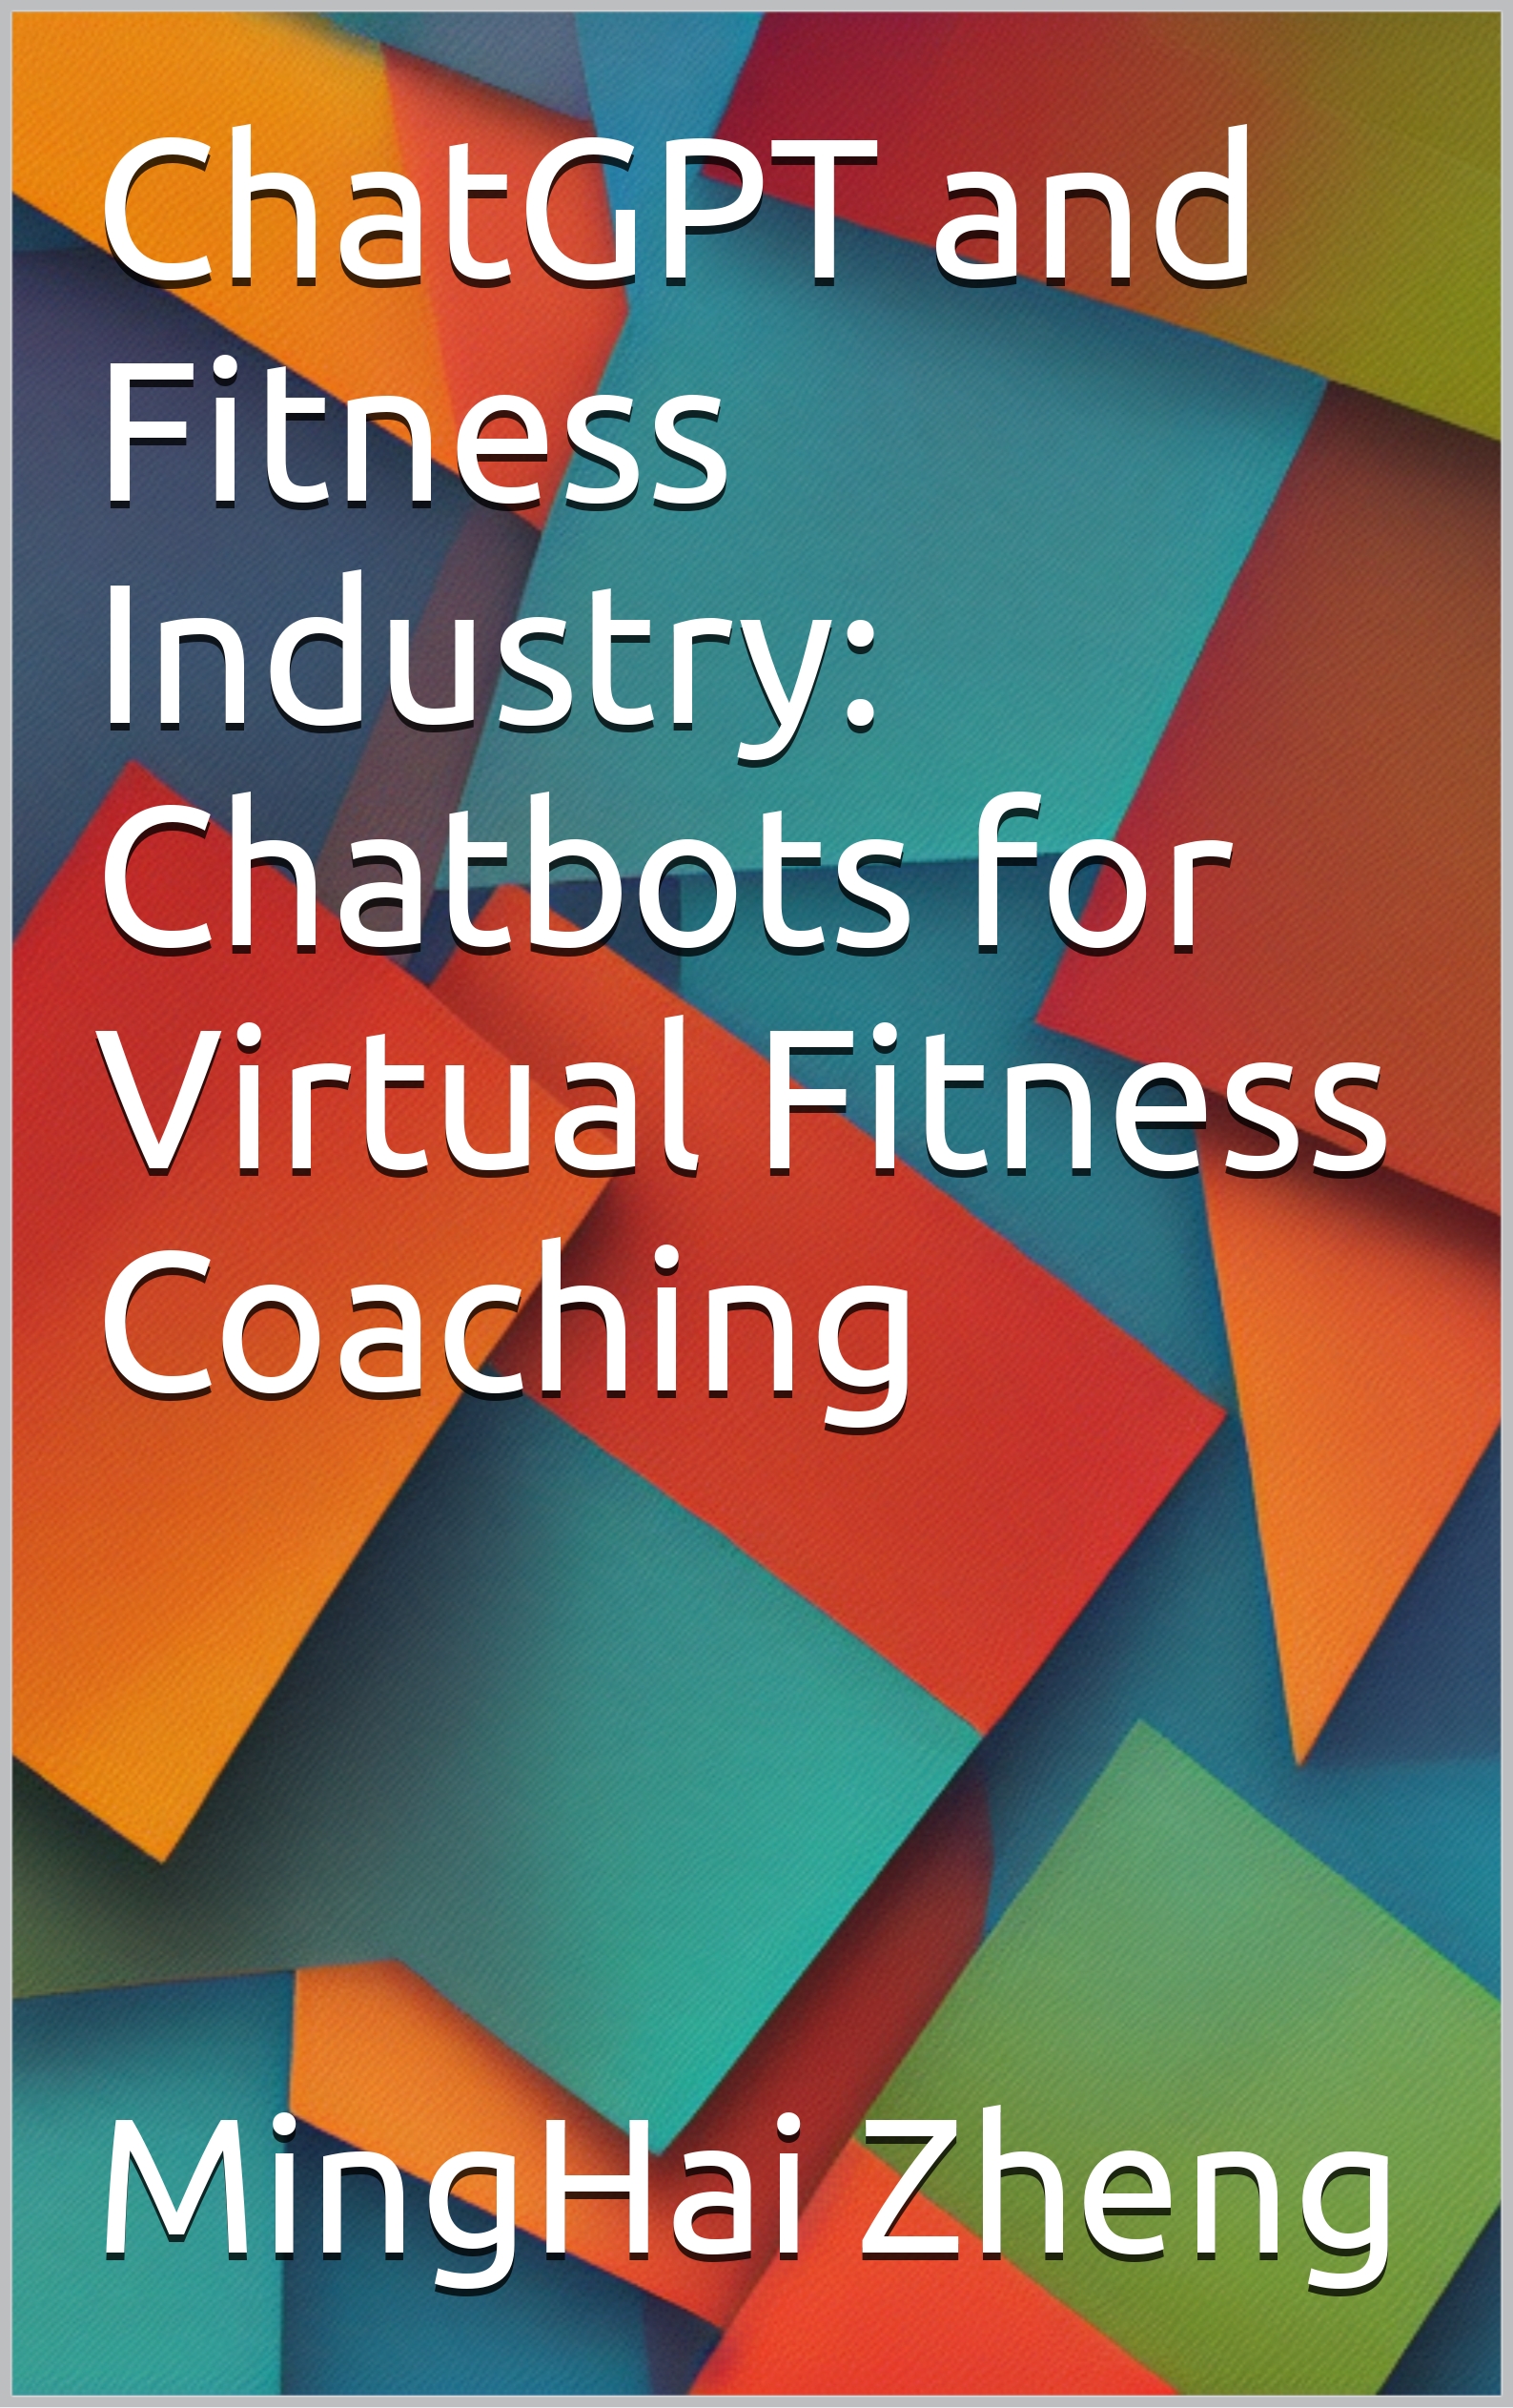 ChatGPT and
Fitness
Industry:
Chatbots for
Virtual Fitness
Coaching
MingHai Zheng